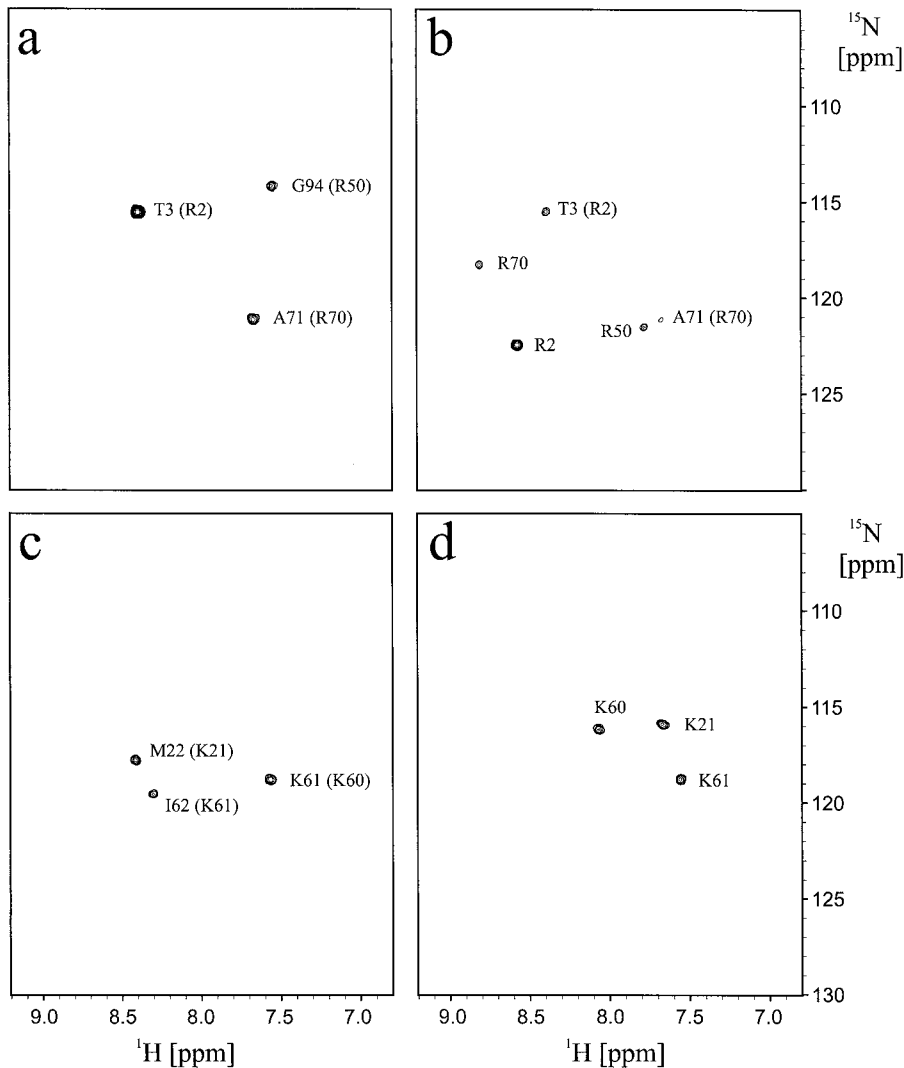 a
b
¹⁵N
[ppm]
G94 (R50)
T3 (R2)
A71 (R70)
T3 (R2)
R70
R50
A71 (R70)
R2
110
115
120
125
c
d
¹⁵N
[ppm]
M22 (K21)
K61 (K60)
I62 (K61)
K60
K21
K61
110
115
120
125
130
9.0 8.5 8.0 7.5 7.0
9.0 8.5 8.0 7.5 7.0
¹H [ppm]
¹H [ppm]